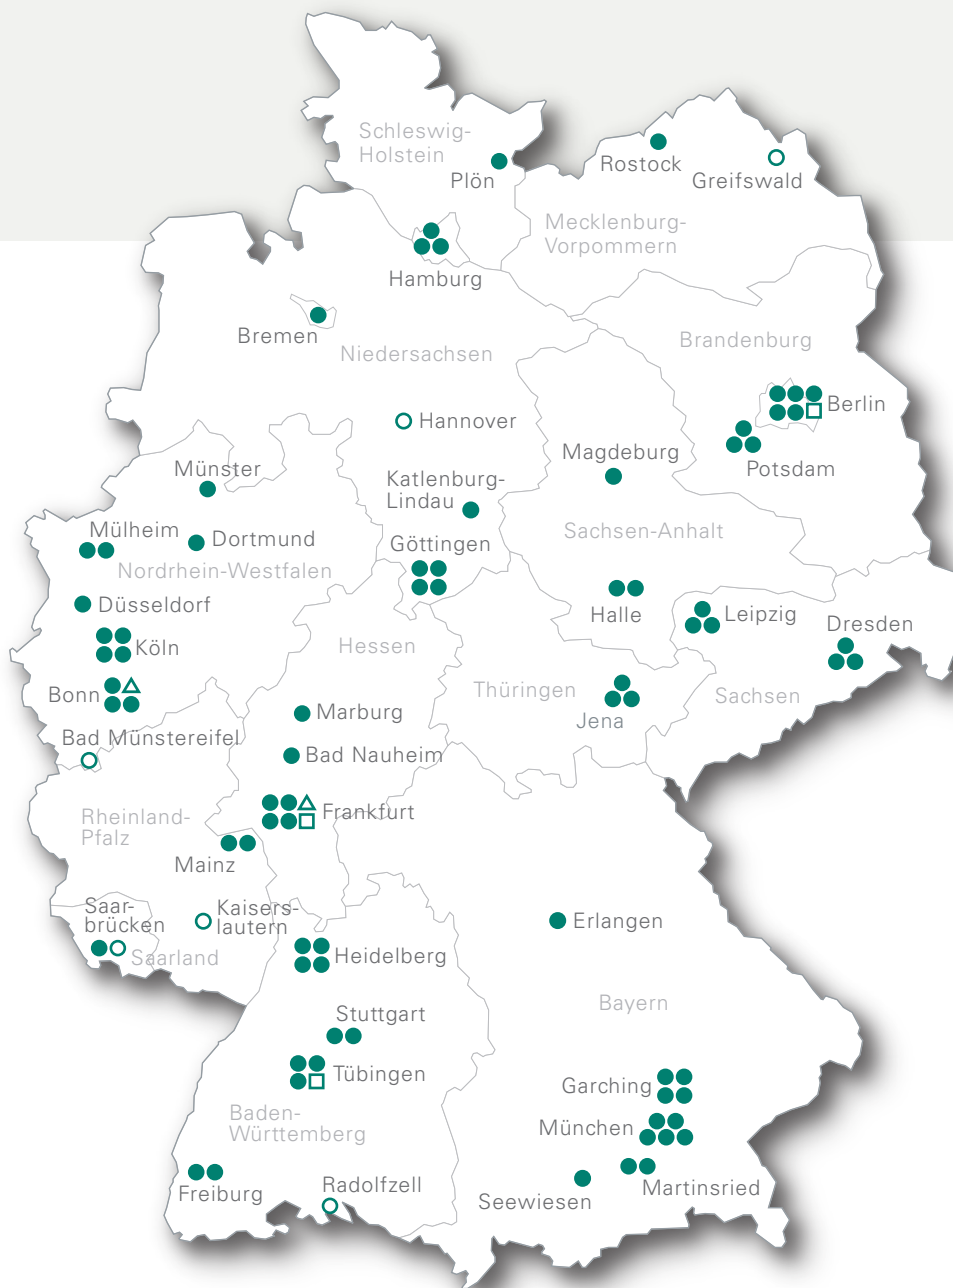 Schleswig-
Holstein
Plön
Rostock
Greifswald
Mecklenburg-
Vorpommern
Hamburg
Bremen
Niedersachsen
Brandenburg
Berlin
Hannover
Potsdam
Magdeburg
Münster
Katlenburg-
Lindau
Sachsen-Anhalt
Mülheim
Dortmund
Göttingen
Nordrhein-Westfalen
Düsseldorf
Halle
Leipzig
Dresden
Köln
Hessen
Bonn
Thüringen
Sachsen
Jena
Marburg
Bad Münstereifel
Bad Nauheim
Rheinland-
Pfalz
Frankfurt
Mainz
Saar-
brücken
Kaisers-
lautern
Saarland
Erlangen
Heidelberg
Bayern
Stuttgart
Tübingen
Garching
Baden-
Württemberg
München
Freiburg
Radolfzell
Seewiesen
Martinsried